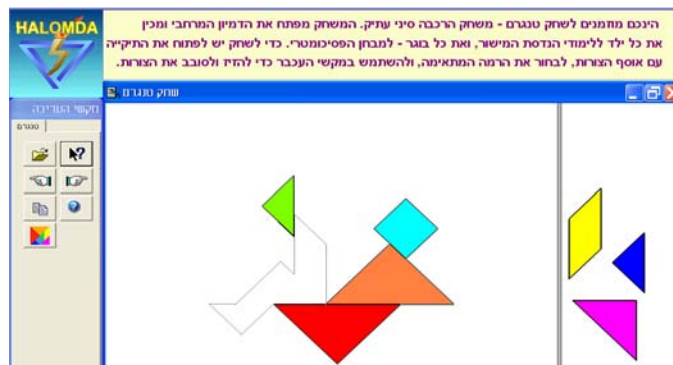 HALOMDA
הינכם מוזמנים לשחק טנגרם - משחק הרכבה סיני עתיק. המשחק מפתח את הדמיון המרחבי ומכין
את כל ילד ללימודי הנדסת המישור, ואת כל בוגר - למבחן הפסיכומטרי. כדי לשחק יש לפתוח את התיקייה
עם אוסף הצורות, לבחור את הרמה המתאימה, ולהשתמש במקשי העכבר כדי להזיז ולסובב את הצורות.
שחק טנגרם
מקשי העריכה
טנגרם